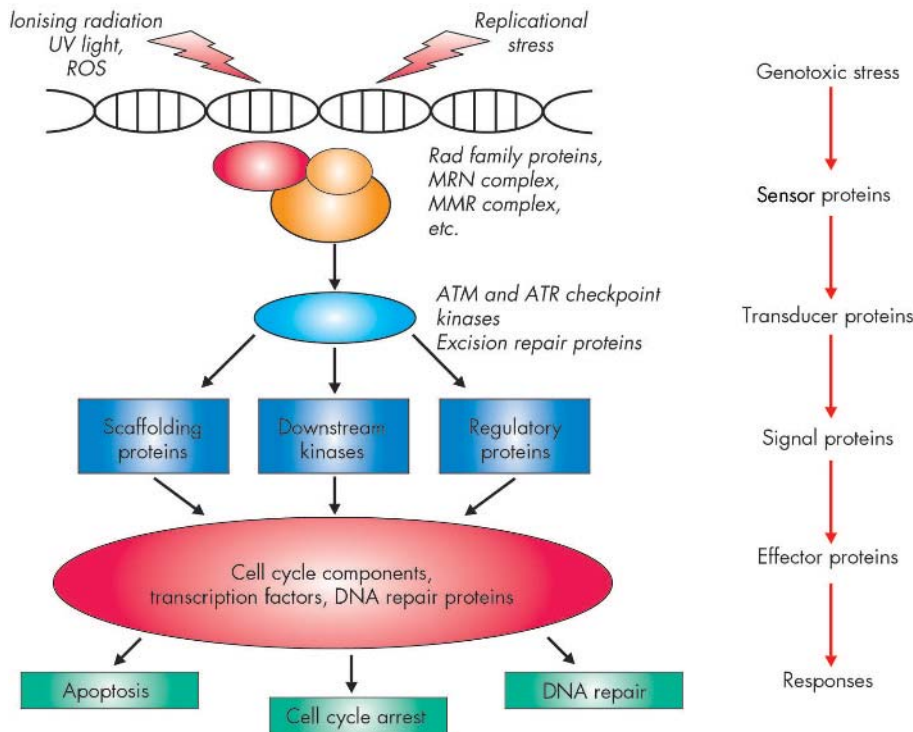 Ionising radiation
UV light,
ROS
Replicational
stress
Genotoxic stress
Rad family proteins,
MRN complex,
MMR complex,
etc.
Sensor proteins
ATM and ATR checkpoint
kinases
Excision repair proteins
Transducer proteins
Scaffolding
proteins
Downstream
kinases
Regulatory
proteins
Signal proteins
Cell cycle components,
transcription factors, DNA repair proteins
Effector proteins
Apoptosis
Cell cycle arrest
DNA repair
Responses